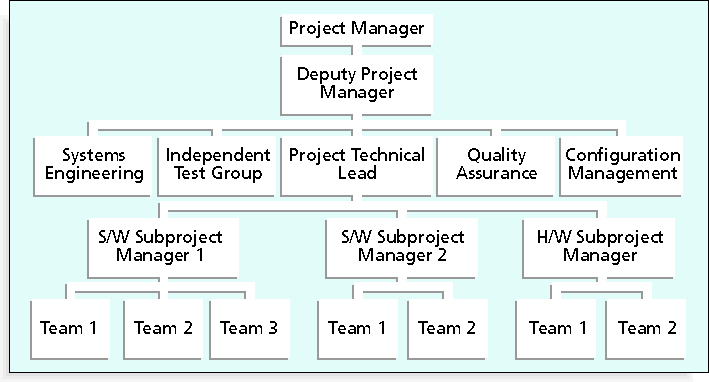 Project Manager
Deputy Project
Manager
Systems
Engineering
Independent
Test Group
Project Technical
Lead
Quality
Assurance
Configuration
Management
S/W Subproject
Manager 1
S/W Subproject
Manager 2
H/W Subproject
Manager
Team 1
Team 2
Team 3
Team 1
Team 2
Team 1
Team 2